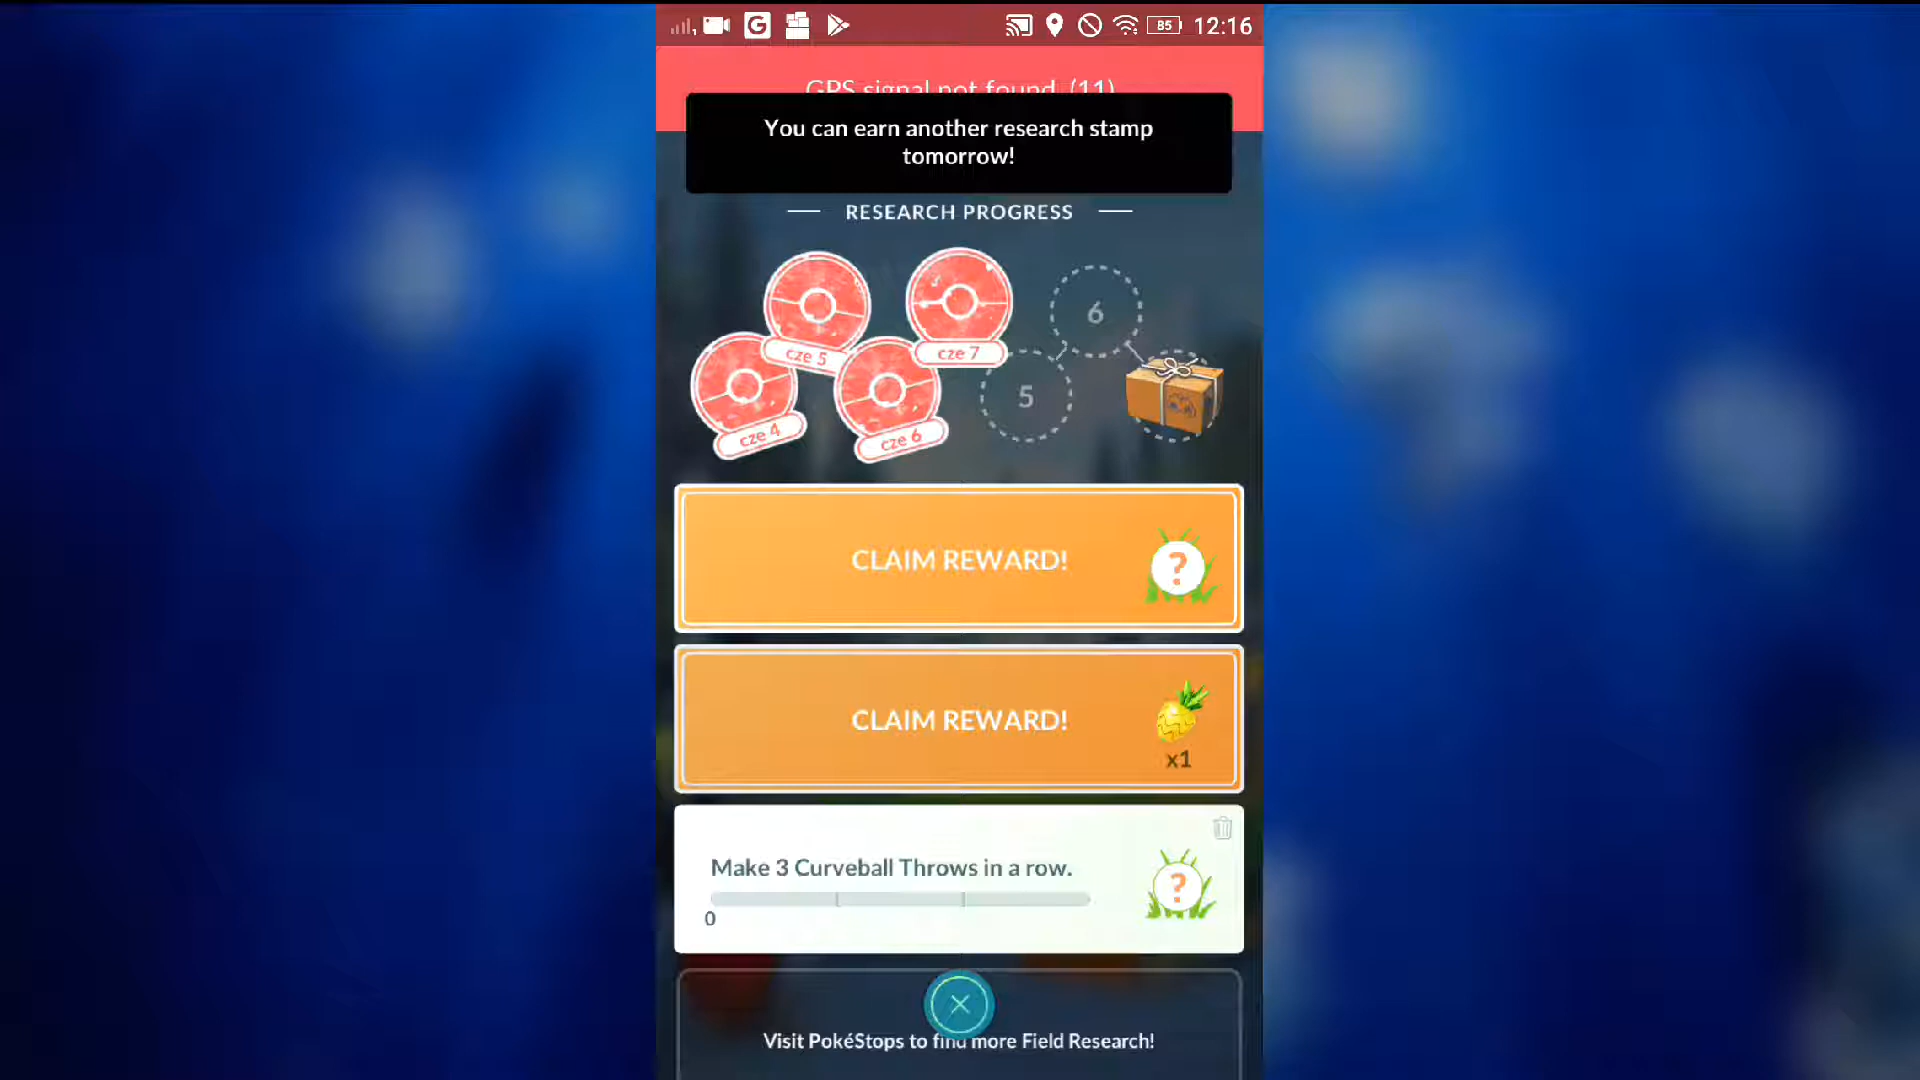 85 12:16
GPS signal not found. (11)
You can earn another research stamp
tomorrow!
RESEARCH PROGRESS
cze 5
cze 7
6
cze 4
cze 6
5
CLAIM REWARD!
?
CLAIM REWARD!
x1
Make 3 Curveball Throws in a row.
?
0
Visit PokéStops to find more Field Research!